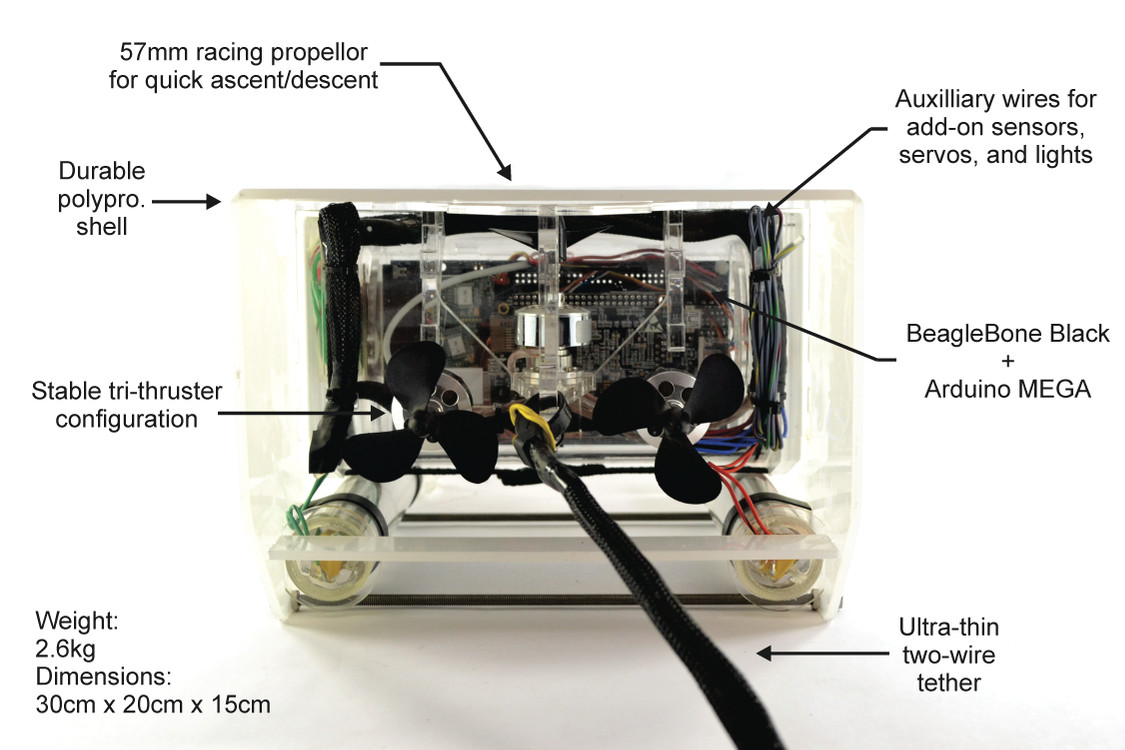 57mm racing propellor
for quick ascent/descent
Auxilliary wires for
add-on sensors,
servos, and lights
Durable
polypro.
shell
BeagleBone Black
+
Arduino MEGA
Stable tri-thruster
configuration
Weight:
2.6kg
Dimensions:
30cm x 20cm x 15cm
Ultra-thin
two-wire
tether